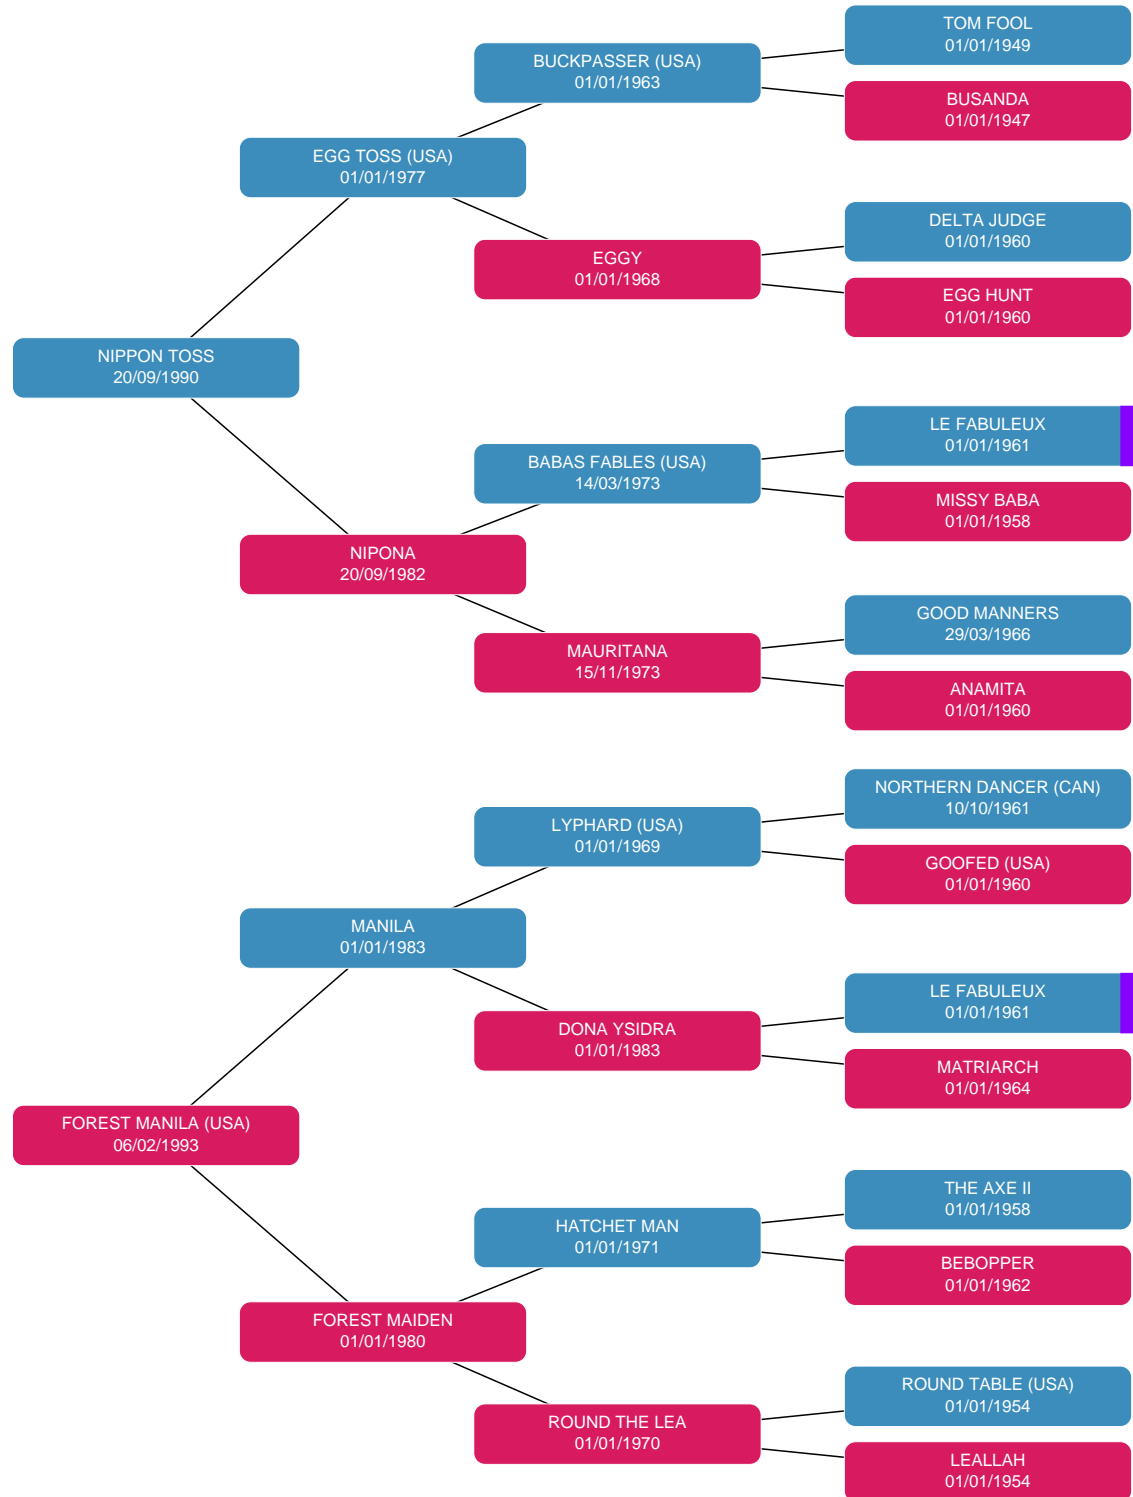 TOM FOOL
01/01/1949
BUCKPASSER (USA)
01/01/1963
BUSANDA
01/01/1947
EGG TOSS (USA)
01/01/1977
DELTA JUDGE
01/01/1960
EGGY
01/01/1968
EGG HUNT
01/01/1960
NIPPON TOSS
20/09/1990
LE FABULEUX
01/01/1961
BABAS FABLES (USA)
14/03/1973
MISSY BABA
01/01/1958
NIPONA
20/09/1982
GOOD MANNERS
29/03/1966
MAURITANA
15/11/1973
ANAMITA
01/01/1960
NORTHERN DANCER (CAN)
10/10/1961
LYPHARD (USA)
01/01/1969
GOOFED (USA)
01/01/1960
MANILA
01/01/1983
LE FABULEUX
01/01/1961
DONA YSIDRA
01/01/1983
MATRIARCH
01/01/1964
FOREST MANILA (USA)
06/02/1993
THE AXE II
01/01/1958
HATCHET MAN
01/01/1971
BEBOPPER
01/01/1962
FOREST MAIDEN
01/01/1980
ROUND TABLE (USA)
01/01/1954
ROUND THE LEA
01/01/1970
LEALLAH
01/01/1954